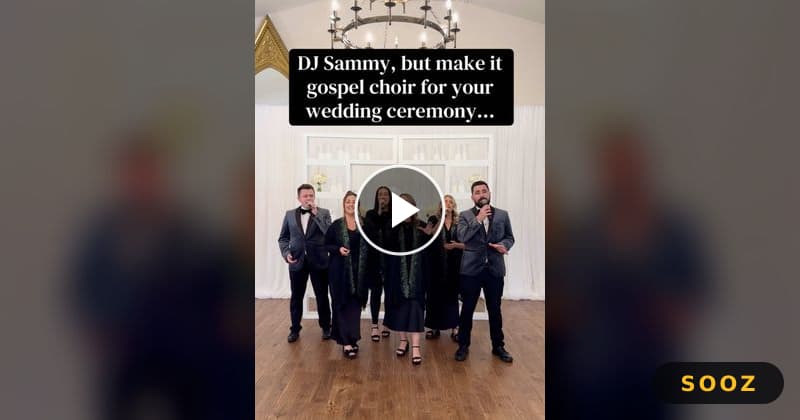 DJ Sammy, but make it
gospel choir for your
wedding ceremony...
SOOZ